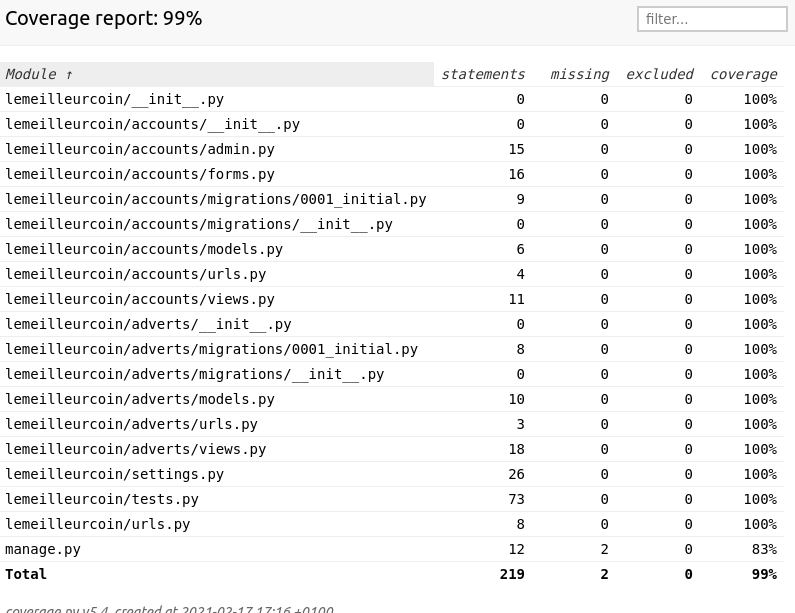 Coverage report: 99%
filter...
Module ↑ statements missing excluded coverage
lemeilleurcoin/__init__.py 0 0 0 100%
lemeilleurcoin/accounts/__init__.py 0 0 0 100%
lemeilleurcoin/accounts/admin.py 15 0 0 100%
lemeilleurcoin/accounts/forms.py 16 0 0 100%
lemeilleurcoin/accounts/migrations/0001_initial.py 9 0 0 100%
lemeilleurcoin/accounts/migrations/__init__.py 0 0 0 100%
lemeilleurcoin/accounts/models.py 6 0 0 100%
lemeilleurcoin/accounts/urls.py 4 0 0 100%
lemeilleurcoin/accounts/views.py 11 0 0 100%
lemeilleurcoin/adverts/__init__.py 0 0 0 100%
lemeilleurcoin/adverts/migrations/0001_initial.py 8 0 0 100%
lemeilleurcoin/adverts/migrations/__init__.py 0 0 0 100%
lemeilleurcoin/adverts/models.py 10 0 0 100%
lemeilleurcoin/adverts/urls.py 3 0 0 100%
lemeilleurcoin/adverts/views.py 18 0 0 100%
lemeilleurcoin/settings.py 26 0 0 100%
lemeilleurcoin/tests.py 73 0 0 100%
lemeilleurcoin/urls.py 8 0 0 100%
manage.py 12 2 0 83%
Total 219 2 0 99%
coverage.py v5.4, created at 2021-02-17 17:16 +0100